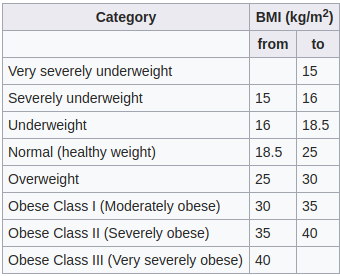 Category BMI (kg/m2)
from to
Very severely underweight 15
Severely underweight 15 16
Underweight 16 18.5
Normal (healthy weight) 18.5 25
Overweight 25 30
Obese Class I (Moderately obese) 30 35
Obese Class II (Severely obese) 35 40
Obese Class III (Very severely obese) 40